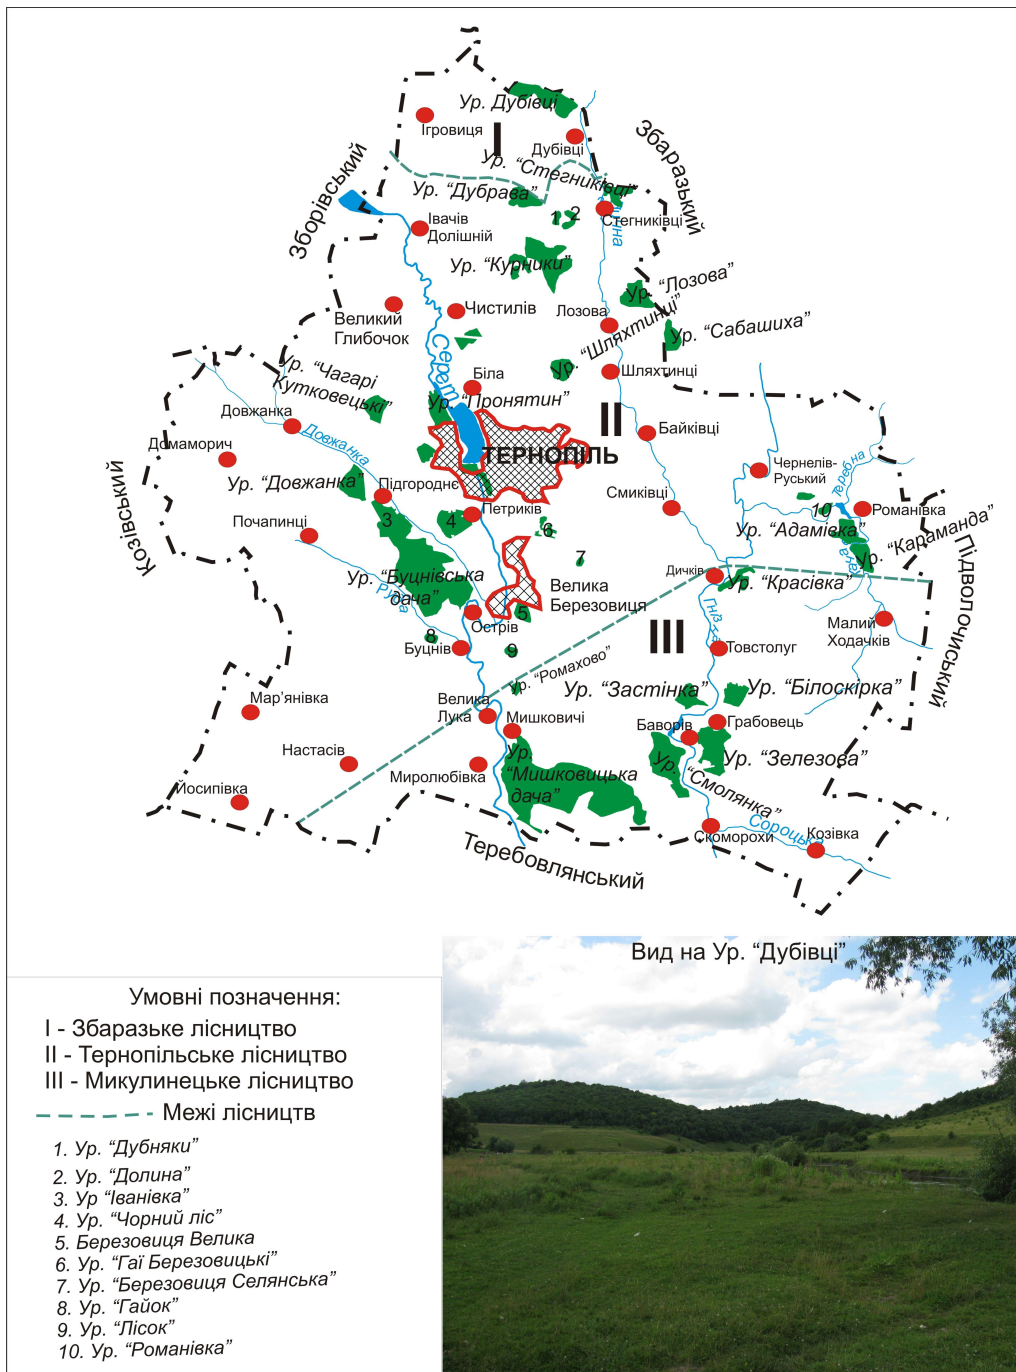 Ур. Дубівці
Ігровиця
I
Дубівці
Збаразький
Ур. “Стегниківці”
Зборівський
Ур. “Дубрава”
1
2
Стегниківці
Івачів
Долішній
Ур. “Курники”
Ур. “Лозова”
Великий
Глибочок
Чистилів
Лозова
Ур. “Шляхтинці”
Ур. “Сабашиха”
Серет
Ур. “Чагарі
Кутковецькі”
Біла
Шляхтинці
Ур. “Пронятин”
II
Довжанка
Довжанка
Байківці
Домаморич
ТЕРНОПІЛЬ
Чернелів-
Руський
Теребна
Козівський
Ур. “Довжанка”
Підгороднє
Смиківці
10
Романівка
Почапинці
3
4
Петриків
6
Ур. “Адамівка”
Ур. “Караманда”
7
Підволочиський
Ур. “Буцнівська
дача”
Руда
Велика
Березовиця
Дичків
Ур. “Красівка”
5
Острів
Гнізна
Малий
Ходачків
8
Буцнів
9
III
Товстолуг
Ур. “Ромахово”
Ур. “Застінка”
Ур. “Білоскірка”
Мар’янівка
Велика
Лука
Мишковичі
Баворів
Грабовець
Настасів
Миролюбівка
Ур.
“Мишковицька
дача”
Ур. “Зелезова”
Ур. “Смолянка”
Йосипівка
Скоморохи
Сороцька
Козівка
Теребовлянський
Вид на Ур. “Дубівці”
Умовні позначення:
I - Збаразьке лісництво
II - Тернопільське лісництво
III - Микулинецьке лісництво
Межі лісництв
1. Ур. “Дубняки”
2. Ур. “Долина”
3. Ур “Іванівка”
4. Ур. “Чорний ліс”
5. Березовиця Велика
6. Ур. “Гаї Березовицькі”
7. Ур. “Березовиця Селянська”
8. Ур. “Гайок”
9. Ур. “Лісок”
10. Ур. “Романівка”